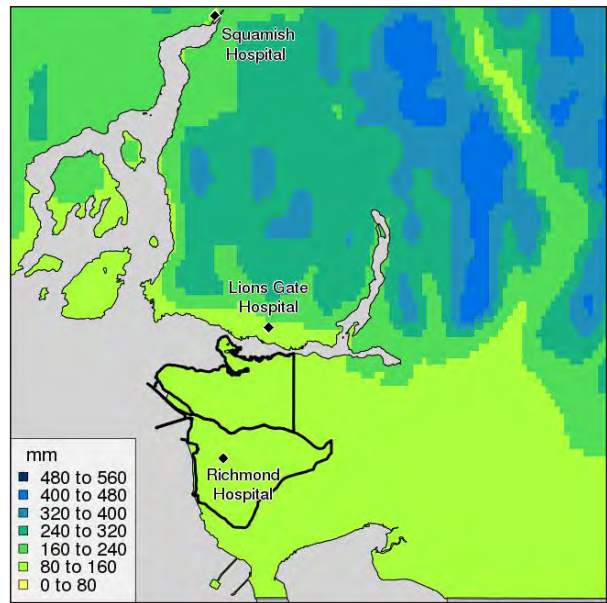 Squamish
Hospital
Lions Gate
Hospital
Richmond
Hospital
mm
480 to 560
400 to 480
320 to 400
240 to 320
160 to 240
80 to 160
0 to 80